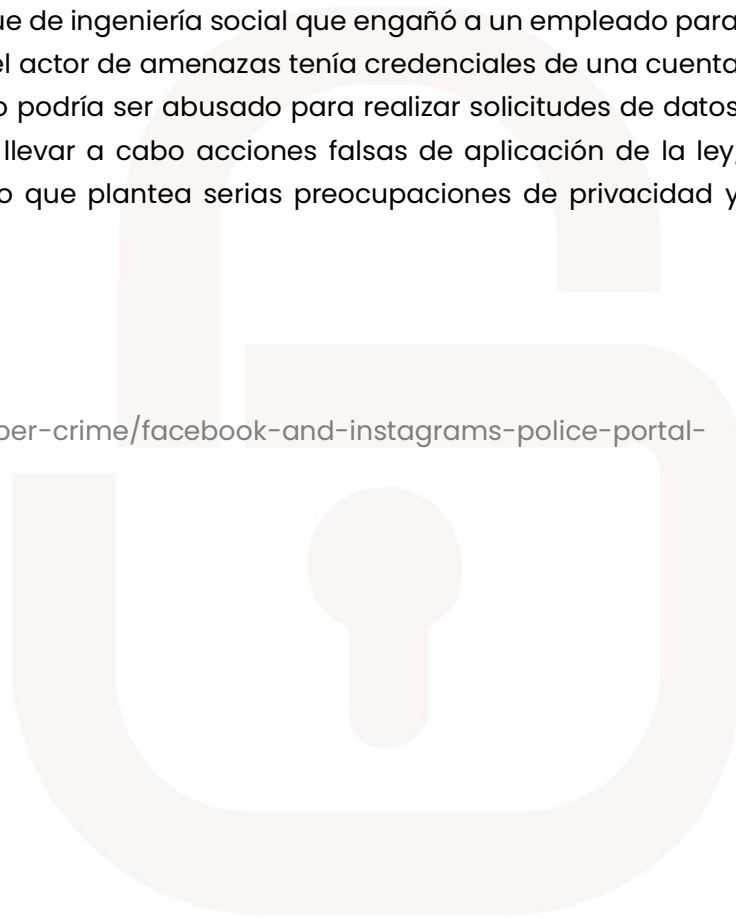 ue de ingeniería social que engañó a un empleado para
el actor de amenazas tenía credenciales de una cuenta
o podría ser abusado para realizar solicitudes de datos
llevar a cabo acciones falsas de aplicación de la ley,
o que plantea serias preocupaciones de privacidad y
ber-crime/facebook-and-instagrams-police-portal-